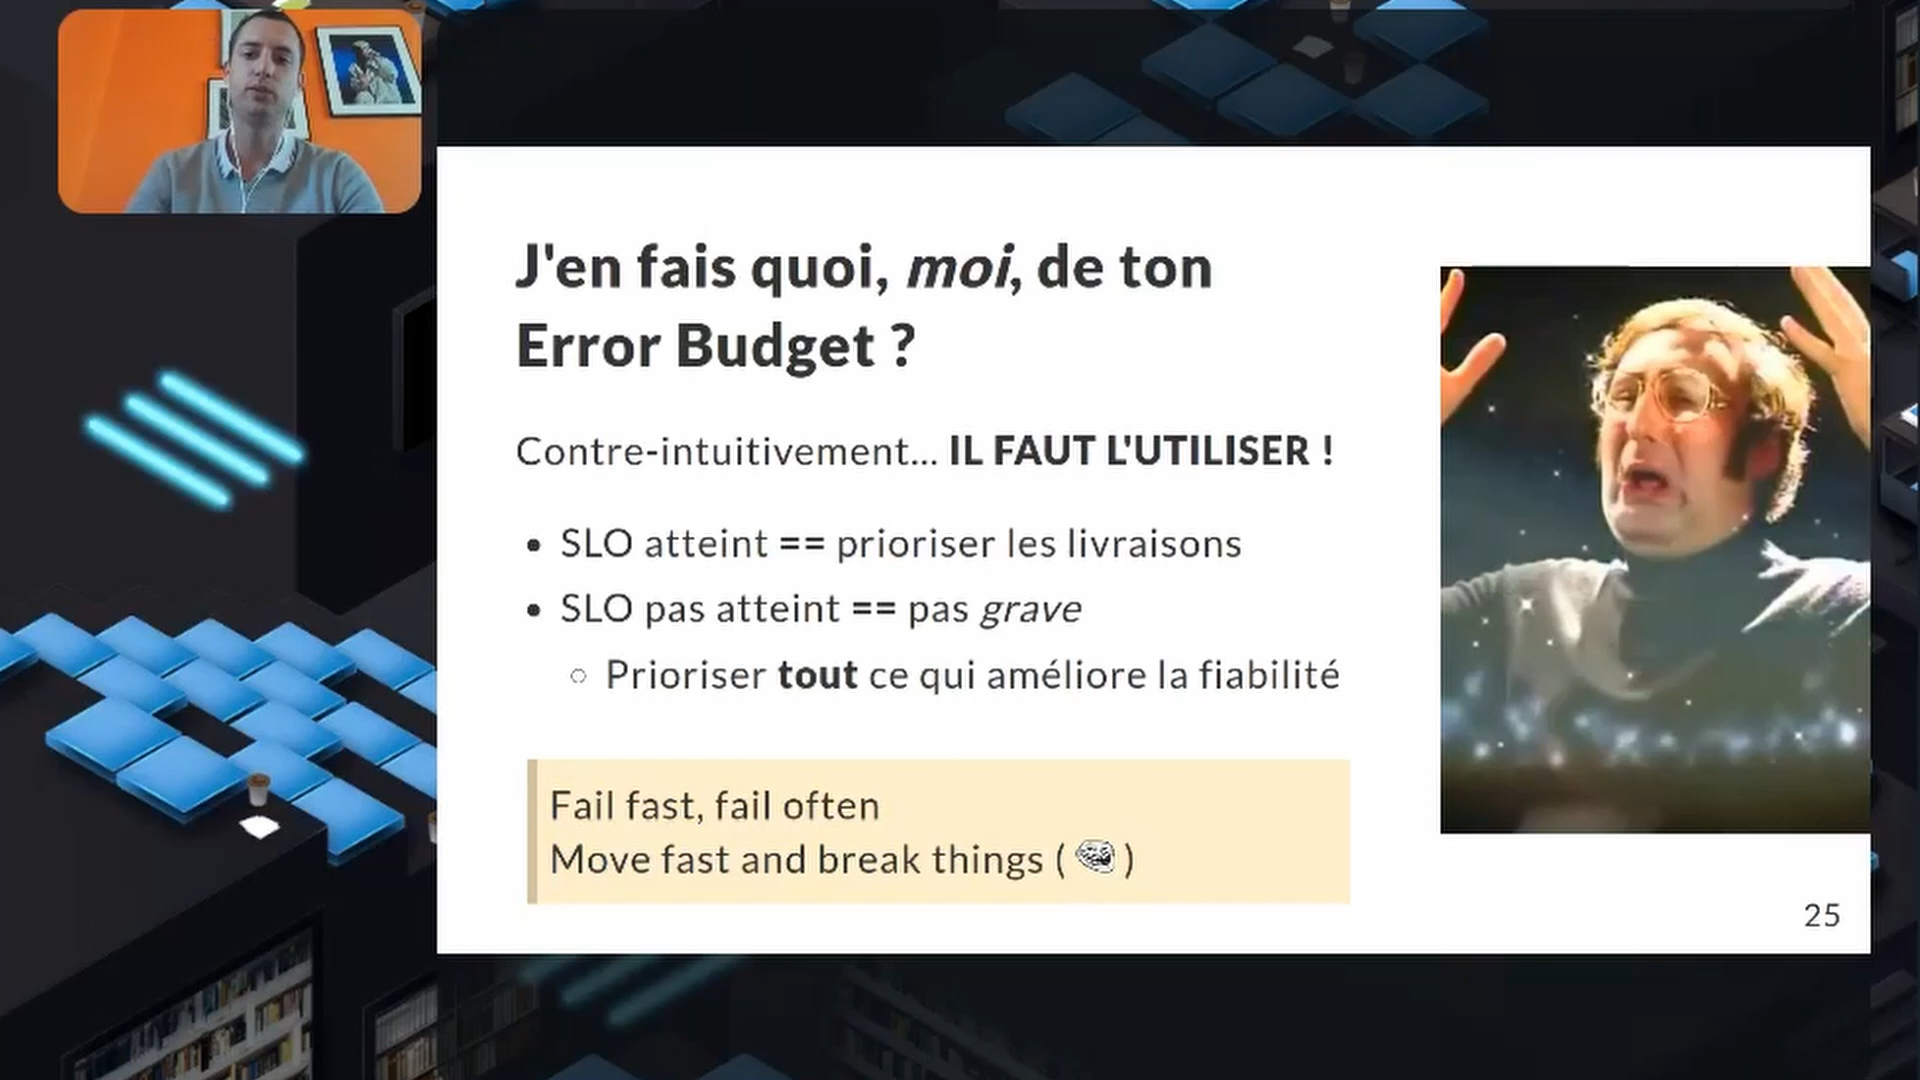 J'en fais quoi, moi, de ton
Error Budget ?
Contre-intuitivement... IL FAUT L'UTILISER !
• SLO atteint == prioriser les livraisons
• SLO pas atteint == pas grave
○ Prioriser tout ce qui améliore la fiabilité
Fail fast, fail often
Move fast and break things ( )
25